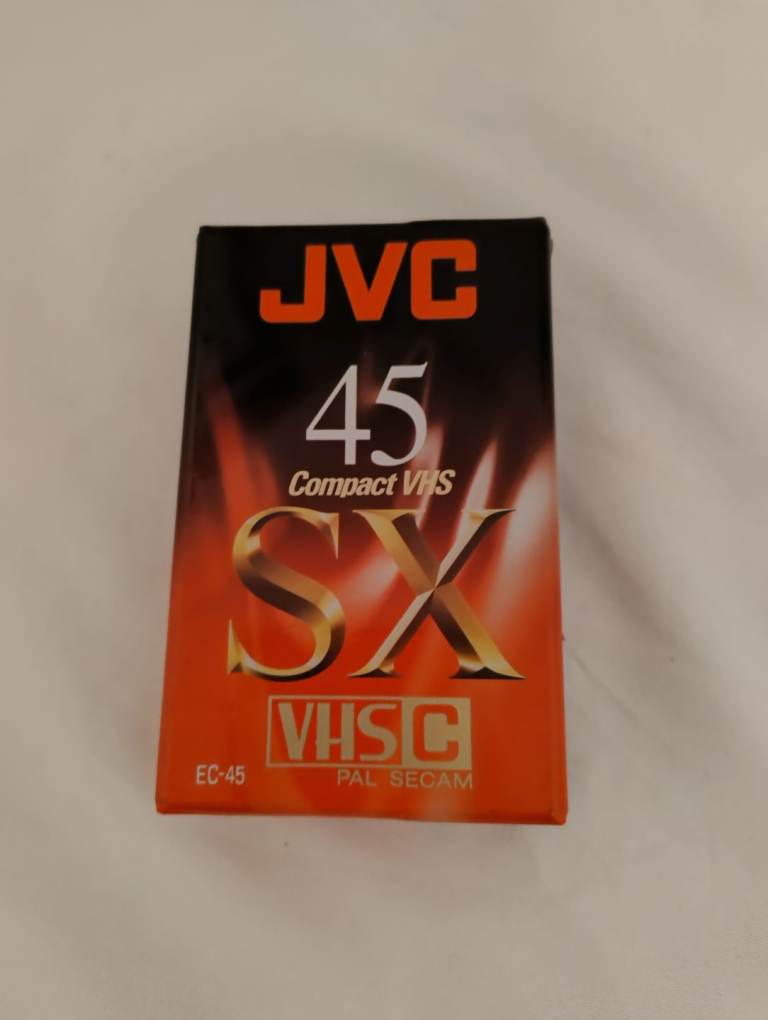 JVC
45
Compact VHS
SX
VHS C
EC-45
PAL SECAM